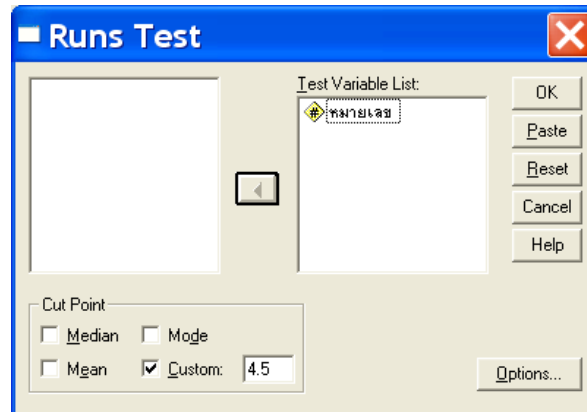 Runs Test
Test Variable List:
# หมายเลข
OK
Paste
Reset
Cancel
Help
Cut Point
Median
Mode
Mean
Custom: 4.5
Options...